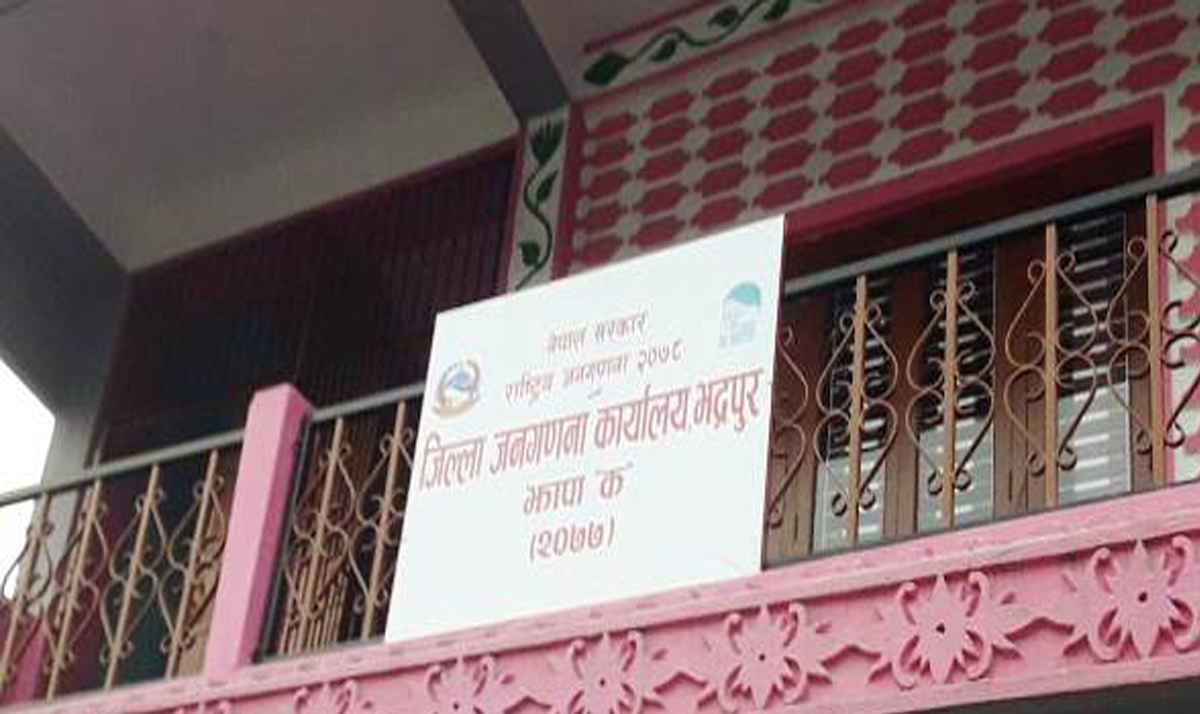 नेपाल सरकार
राष्ट्रिय जनगणना २०७८
जिल्ला जनगणना कार्यालय, भद्रपुर
झापा "क"
(२०७७)